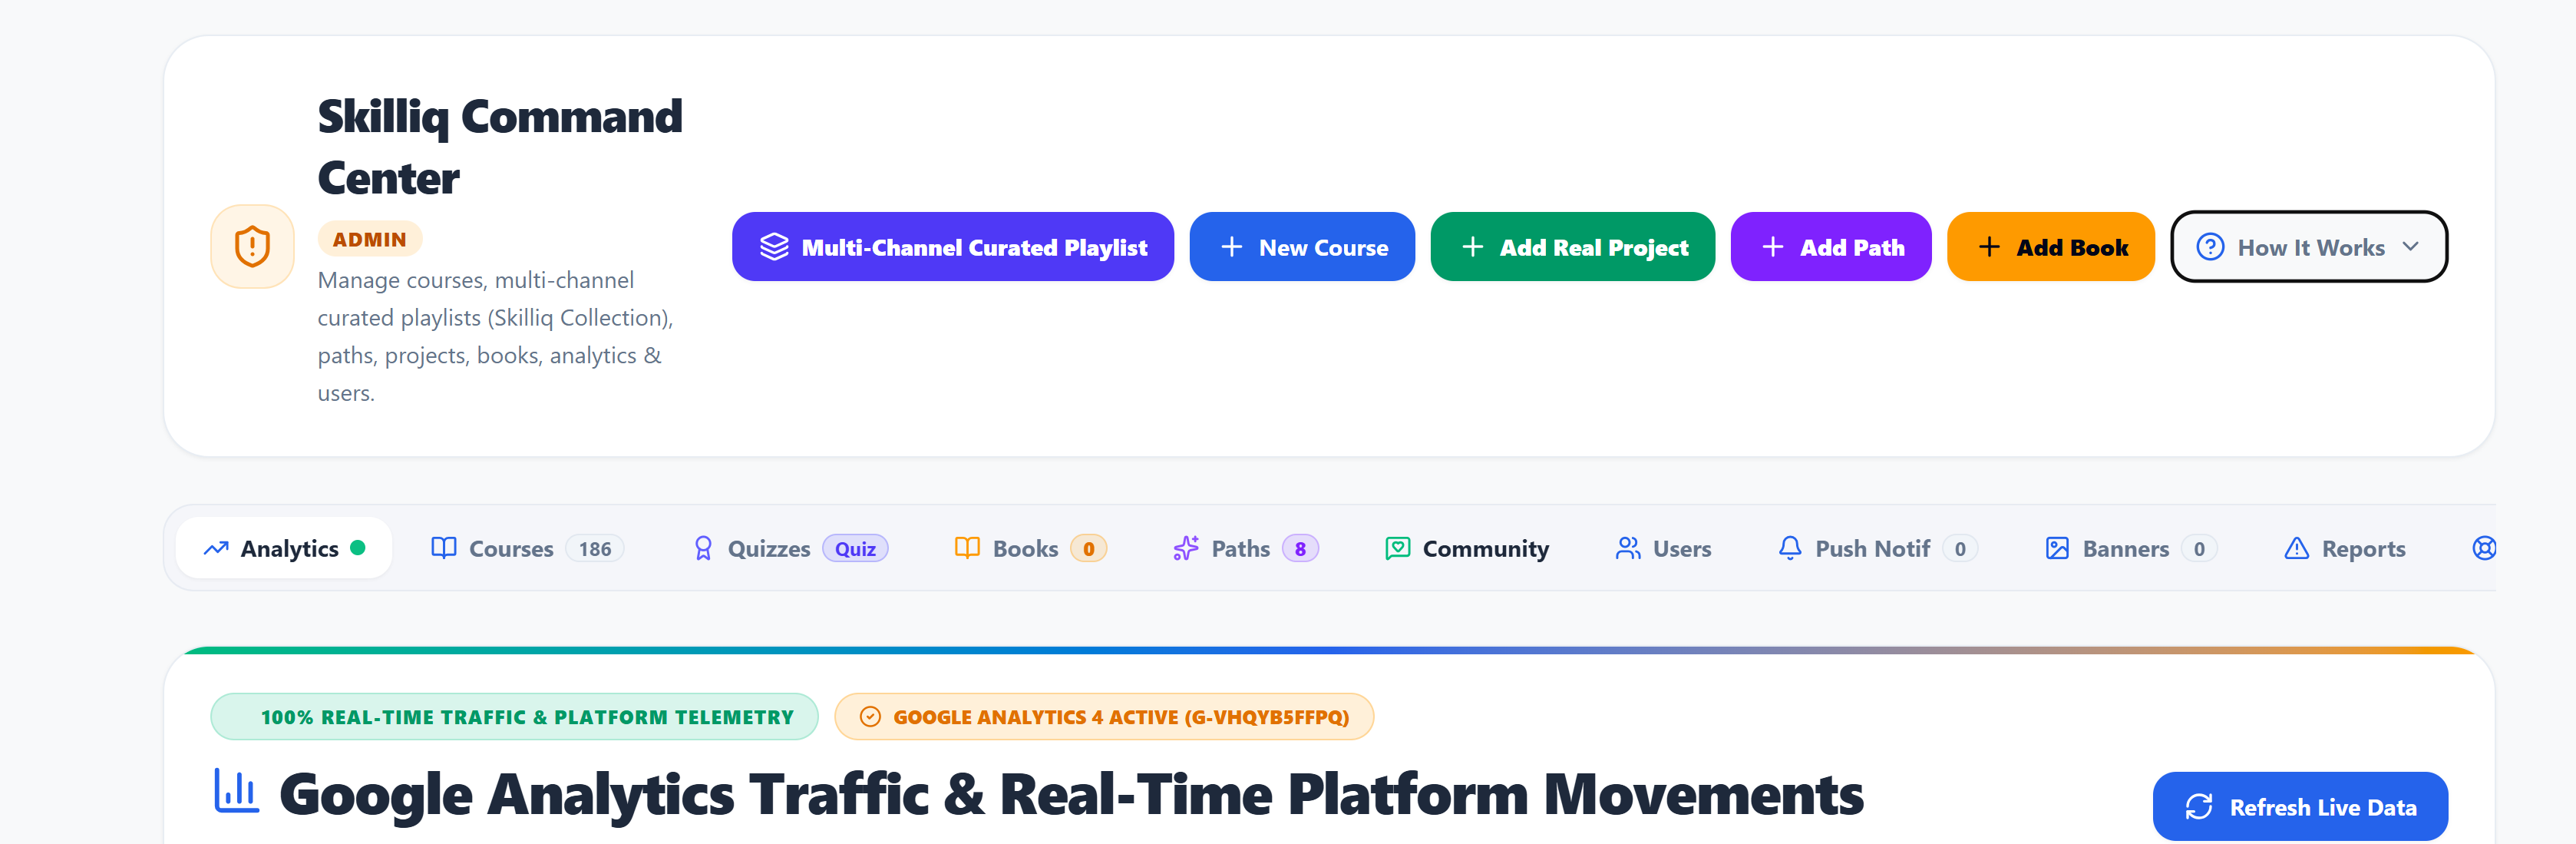 Skilliq Command
Center
ADMIN
Manage courses, multi-channel
curated playlists (Skilliq Collection),
paths, projects, books, analytics &
users.
Multi-Channel Curated Playlist
New Course
Add Real Project
Add Path
Add Book
How It Works
Analytics
Courses 186
Quizzes Quiz
Books 0
Paths 8
Community
Users
Push Notif 0
Banners 0
Reports
100% REAL-TIME TRAFFIC & PLATFORM TELEMETRY
GOOGLE ANALYTICS 4 ACTIVE (G-VHQYB5FFPQ)
Google Analytics Traffic & Real-Time Platform Movements
Refresh Live Data